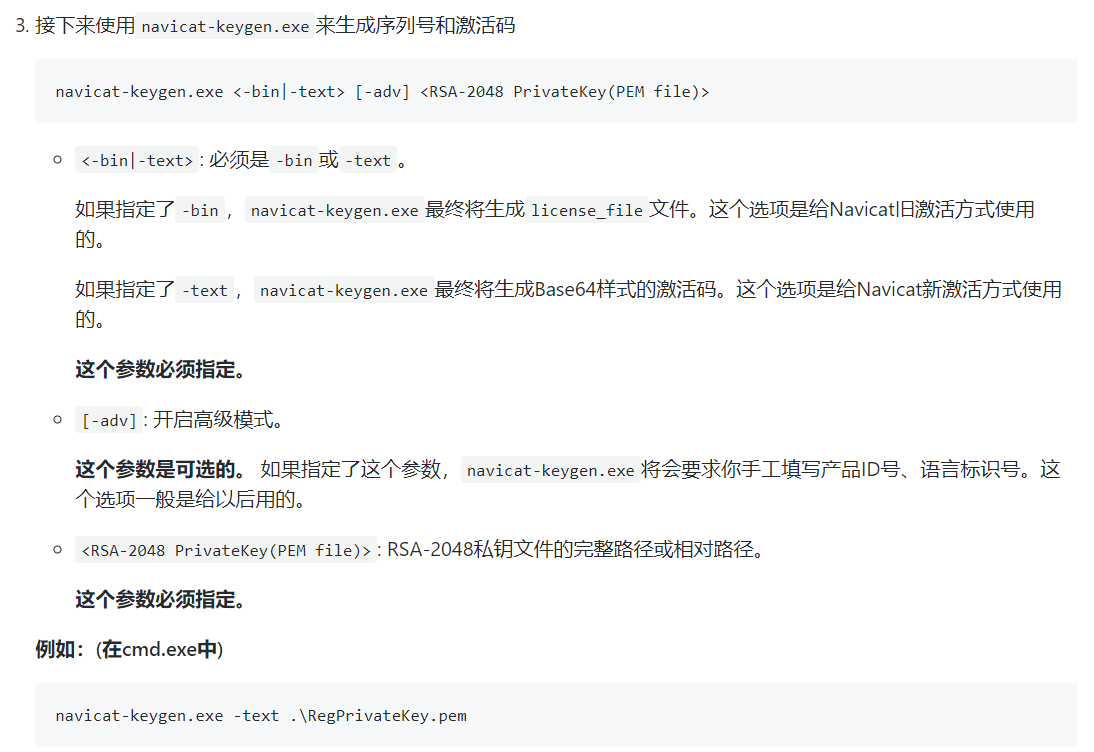 3. 接下来使用 navicat-keygen.exe 来生成序列号和激活码
navicat-keygen.exe <-bin|-text> [-adv] <RSA-2048 PrivateKey(PEM file)>
<-bin|-text>: 必须是 -bin 或 -text 。
如果指定了 -bin ， navicat-keygen.exe 最终将生成 license_file 文件。这个选项是给Navicat旧激活方式使用
的。
如果指定了 -text ， navicat-keygen.exe 最终将生成Base64样式的激活码。这个选项是给Navicat新激活方式使用
的。
这个参数必须指定。
[-adv]: 开启高级模式。
这个参数是可选的。 如果指定了这个参数， navicat-keygen.exe 将会要求你手工填写产品ID号、语言标识号。这
个选项一般是给以后用的。
<RSA-2048 PrivateKey(PEM file)>: RSA-2048私钥文件的完整路径或相对路径。
这个参数必须指定。
例如：(在cmd.exe中)
navicat-keygen.exe -text .\RegPrivateKey.pem